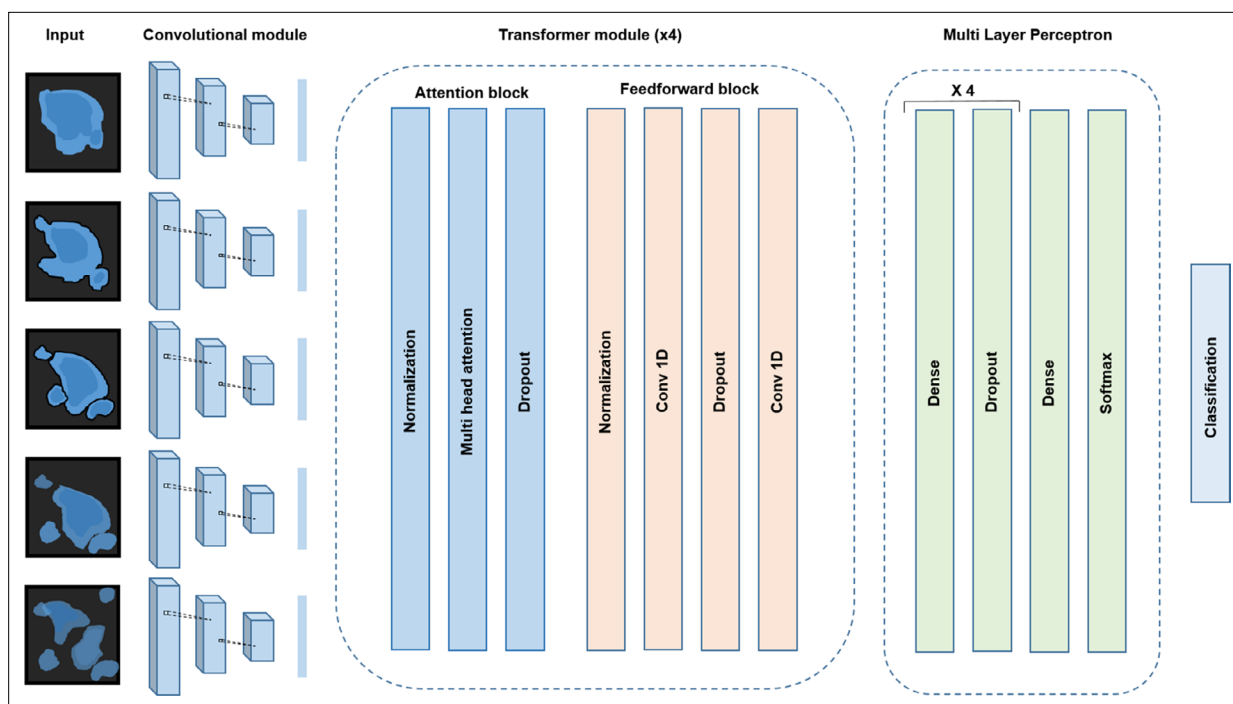 Input
Convolutional module
Transformer module (x4)
Multi Layer Perceptron
Attention block
Feedforward block
X 4
Normalization
Multi head attention
Dropout
Normalization
Conv 1D
Dropout
Conv 1D
Dense
Dropout
Dense
Softmax
Classification